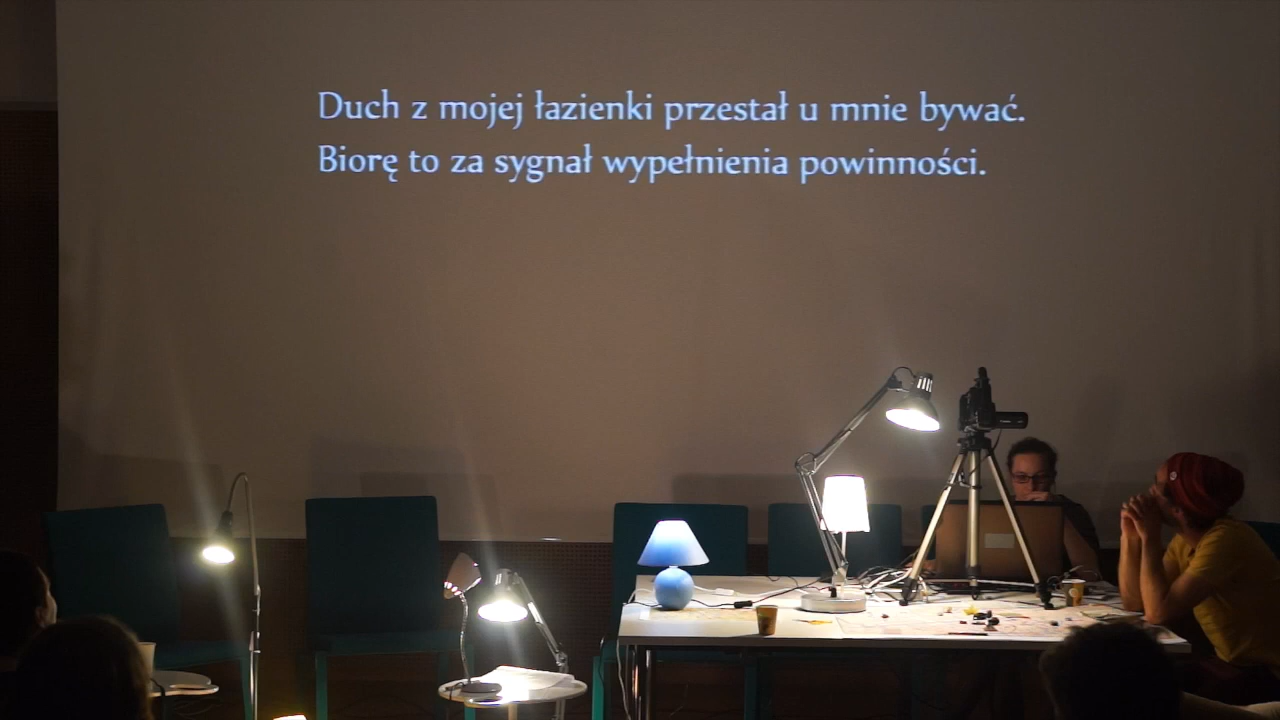 Duch z mojej łazienki przestał u mnie bywać.
Biorę to za sygnał wypełnienia powinności.